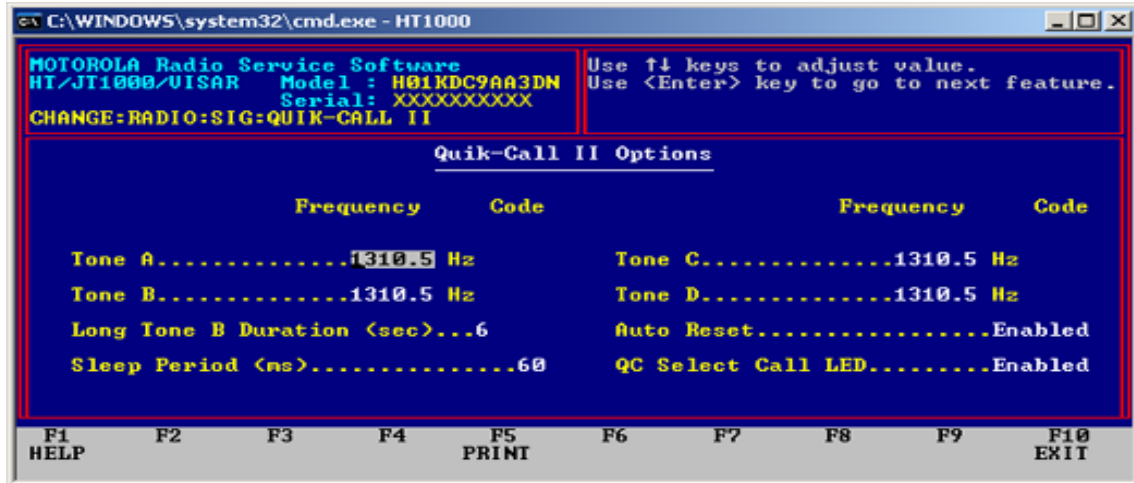 C:\WINDOWS\system32\cmd.exe - HT1000
MOTOROLA Radio Service Software
HT/JT1000/VISAR Model : H01KDC9AA3DN
Serial: XXXXXXXXXX
CHANGE:RADIO:SIG:QUIK-CALL II
Use ↑↓ keys to adjust value.
Use <Enter> key to go to next feature.
Quik-Call II Options
Frequency Code Frequency Code
Tone A..............1310.5 Hz Tone C..............1310.5 Hz
Tone B..............1310.5 Hz Tone D..............1310.5 Hz
Long Tone B Duration (sec)...6 Auto Reset.................Enabled
Sleep Period (ms)...............60 QC Select Call LED.........Enabled
F1 F2 F3 F4 F5 F6 F7 F8 F9 F10
HELP PRINT EXIT